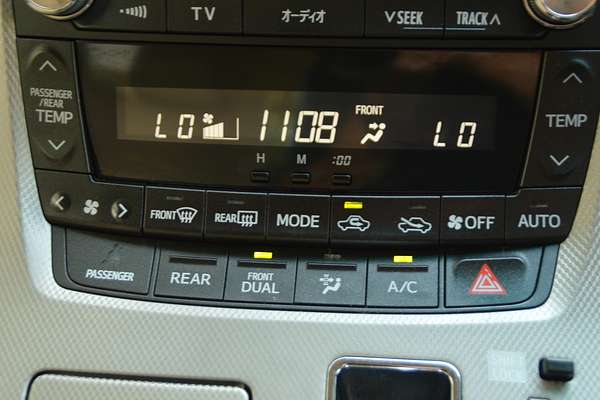 TV オーディオ ∨SEEK TRACK∧
PASSENGER
/REAR
TEMP
LO 1108 FRONT LO
TEMP
H M :00
FRONT REAR MODE OFF AUTO
PASSENGER REAR FRONT
DUAL A/C